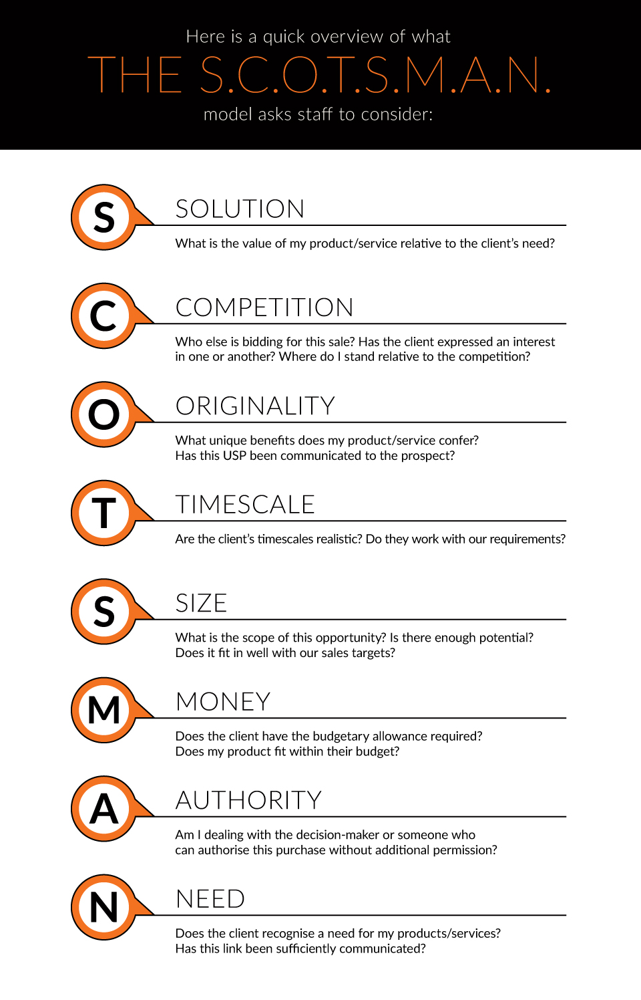 Here is a quick overview of what
THE S.C.O.T.S.M.A.N.
model asks staff to consider:
S
SOLUTION
What is the value of my product/service relative to the client's need?
C
COMPETITION
Who else is bidding for this sale? Has the client expressed an interest
in one or another? Where do I stand relative to the competition?
O
ORIGINALITY
What unique benefits does my product/service confer?
Has this USP been communicated to the prospect?
T
TIMESCALE
Are the client's timescales realistic? Do they work with our requirements?
S
SIZE
What is the scope of this opportunity? Is there enough potential?
Does it fit in well with our sales targets?
M
MONEY
Does the client have the budgetary allowance required?
Does my product fit within their budget?
A
AUTHORITY
Am I dealing with the decision-maker or someone who
can authorise this purchase without additional permission?
N
NEED
Does the client recognise a need for my products/services?
Has this link been sufficiently communicated?